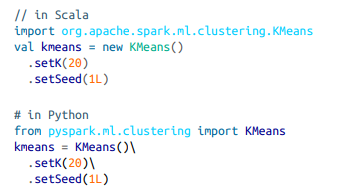 // in Scala
import org.apache.spark.ml.clustering.KMeans
val kmeans = new KMeans()
  .setK(20)
  .setSeed(1L)
# in Python
from pyspark.ml.clustering import KMeans
kmeans = KMeans()\
  .setK(20)\
  .setSeed(1L)